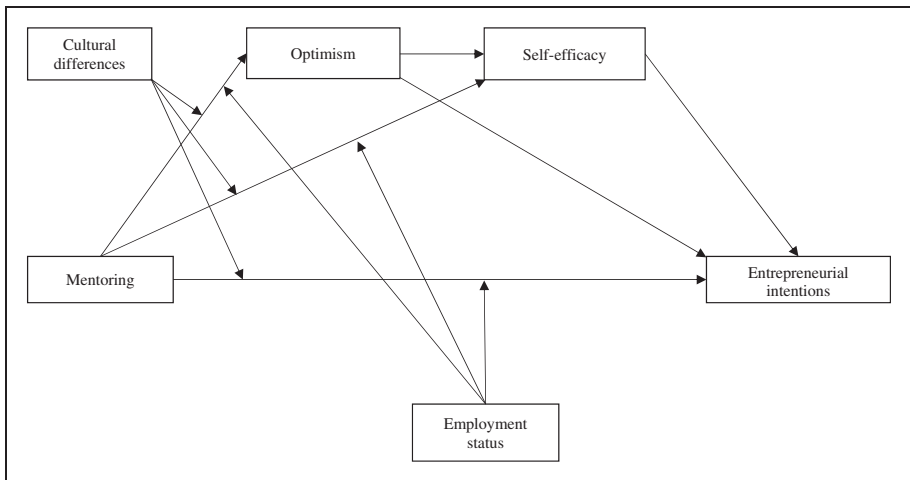 Cultural
differences
Optimism
Self-efficacy
Mentoring
Entrepreneurial
intentions
Employment
status